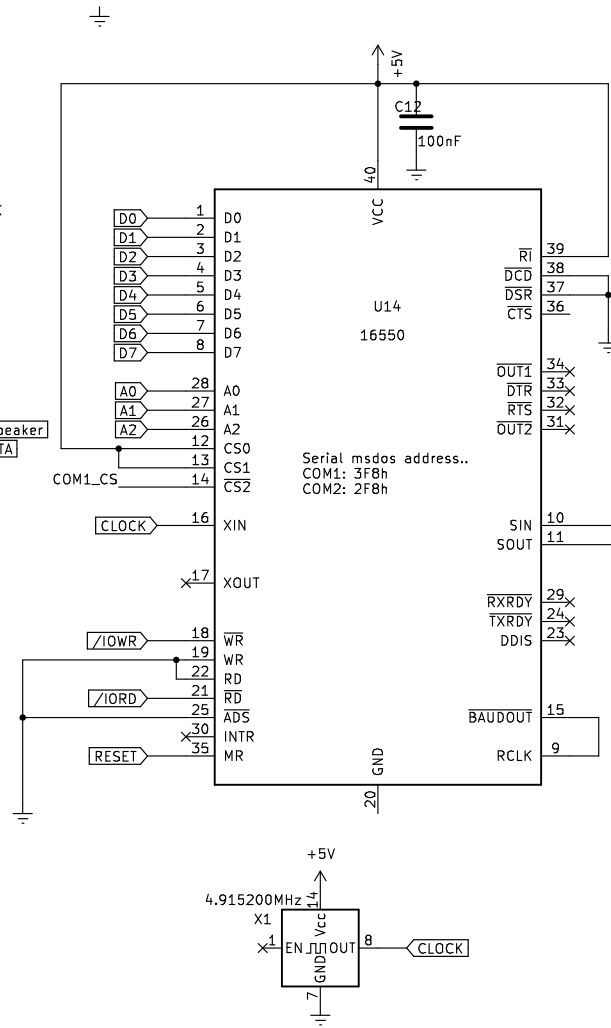 +5V
C12
100nF
40
VCC
D0 1 D0
D1 2 D1
D2 3 D2
D3 4 D3
D4 5 D4
D5 6 D5
D6 7 D6
D7 8 D7
A0 28 A0
A1 27 A1
A2 26 A2
12 CS0
13 CS1
COM1_CS 14 CS2
CLOCK 16 XIN
17 XOUT
/IOWR 18 WR
19 WR
22 RD
/IORD 21 RD
25 ADS
30 INTR
RESET 35 MR
peaker
TA
U14
16550
Serial msdos address..
COM1: 3F8h
COM2: 2F8h
RI 39
DCD 38
DSR 37
CTS 36
OUT1 34
DTR 33
RTS 32
OUT2 31
SIN 10
SOUT 11
RXRDY 29
TXRDY 24
DDIS 23
BAUDOUT 15
RCLK 9
GND
20
+5V
4.915200MHz
14
X1
Vcc
1 EN OUT 8 CLOCK
GND
7